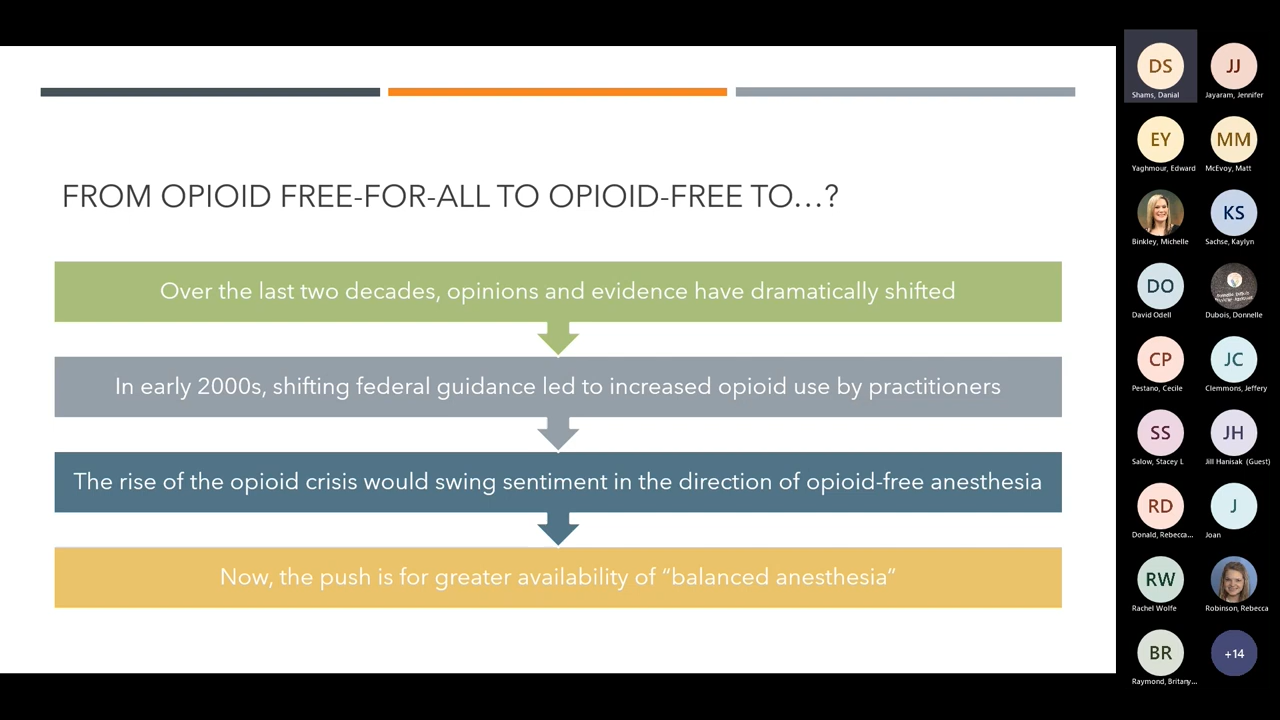 FROM OPIOID FREE-FOR-ALL TO OPIOID-FREE TO…?
Over the last two decades, opinions and evidence have dramatically shifted
In early 2000s, shifting federal guidance led to increased opioid use by practitioners
The rise of the opioid crisis would swing sentiment in the direction of opioid-free anesthesia
Now, the push is for greater availability of “balanced anesthesia”
DS
Shams, Danial
JJ
Jayaram, Jennifer
EY
Yaghmour, Edward
MM
McEvoy, Matt
Binkley, Michelle
KS
Sachse, Kaylyn
DO
David Odell
Dubois, Donnelle
CP
Pestano, Cecile
JC
Clemmons, Jeffery
SS
Salow, Stacey L
JH
Jill Hanisak (Guest)
RD
Donald, Rebecca...
J
Joan
RW
Rachel Wolfe
Robinson, Rebecca
BR
Raymond, Britany...
+14